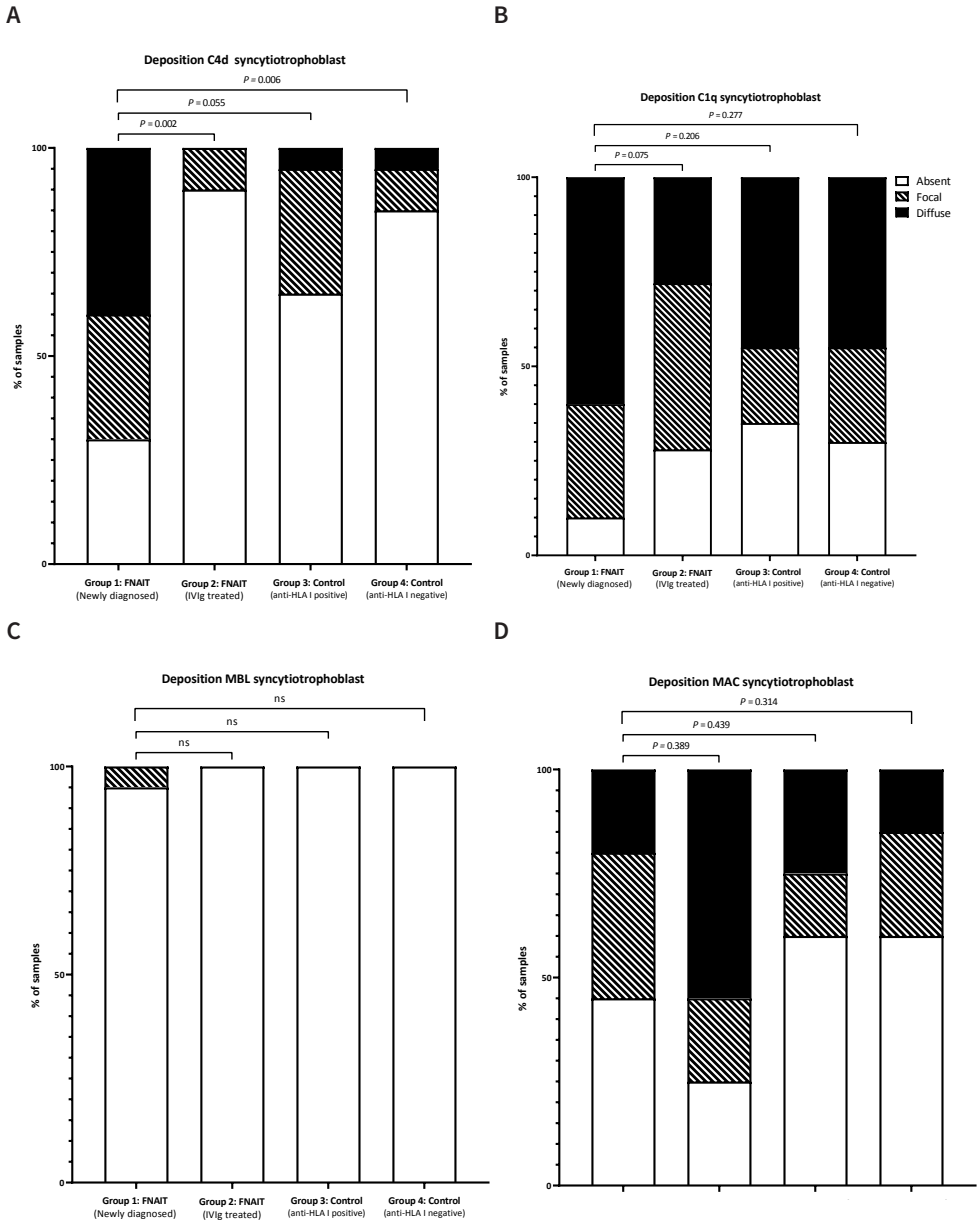 A
Deposition C4d syncytiotrophoblast
P = 0.006
P = 0.055
P = 0.002
100
50
0
% of samples
Group 1: FNAIT
(Newly diagnosed)
Group 2: FNAIT
(IVIg treated)
Group 3: Control
(anti-HLA I positive)
Group 4: Control
(anti-HLA I negative)
B
Deposition C1q syncytiotrophoblast
P = 0.277
P = 0.206
P = 0.075
100
50
0
% of samples
Absent
Focal
Diffuse
Group 1: FNAIT
(Newly diagnosed)
Group 2: FNAIT
(IVIg treated)
Group 3: Control
(anti-HLA I positive)
Group 4: Control
(anti-HLA I negative)
C
Deposition MBL syncytiotrophoblast
ns
ns
ns
100
50
0
% of samples
Group 1: FNAIT
(Newly diagnosed)
Group 2: FNAIT
(IVIg treated)
Group 3: Control
(anti-HLA I positive)
Group 4: Control
(anti-HLA I negative)
D
Deposition MAC syncytiotrophoblast
P = 0.314
P = 0.439
P = 0.389
100
50
0
% of samples